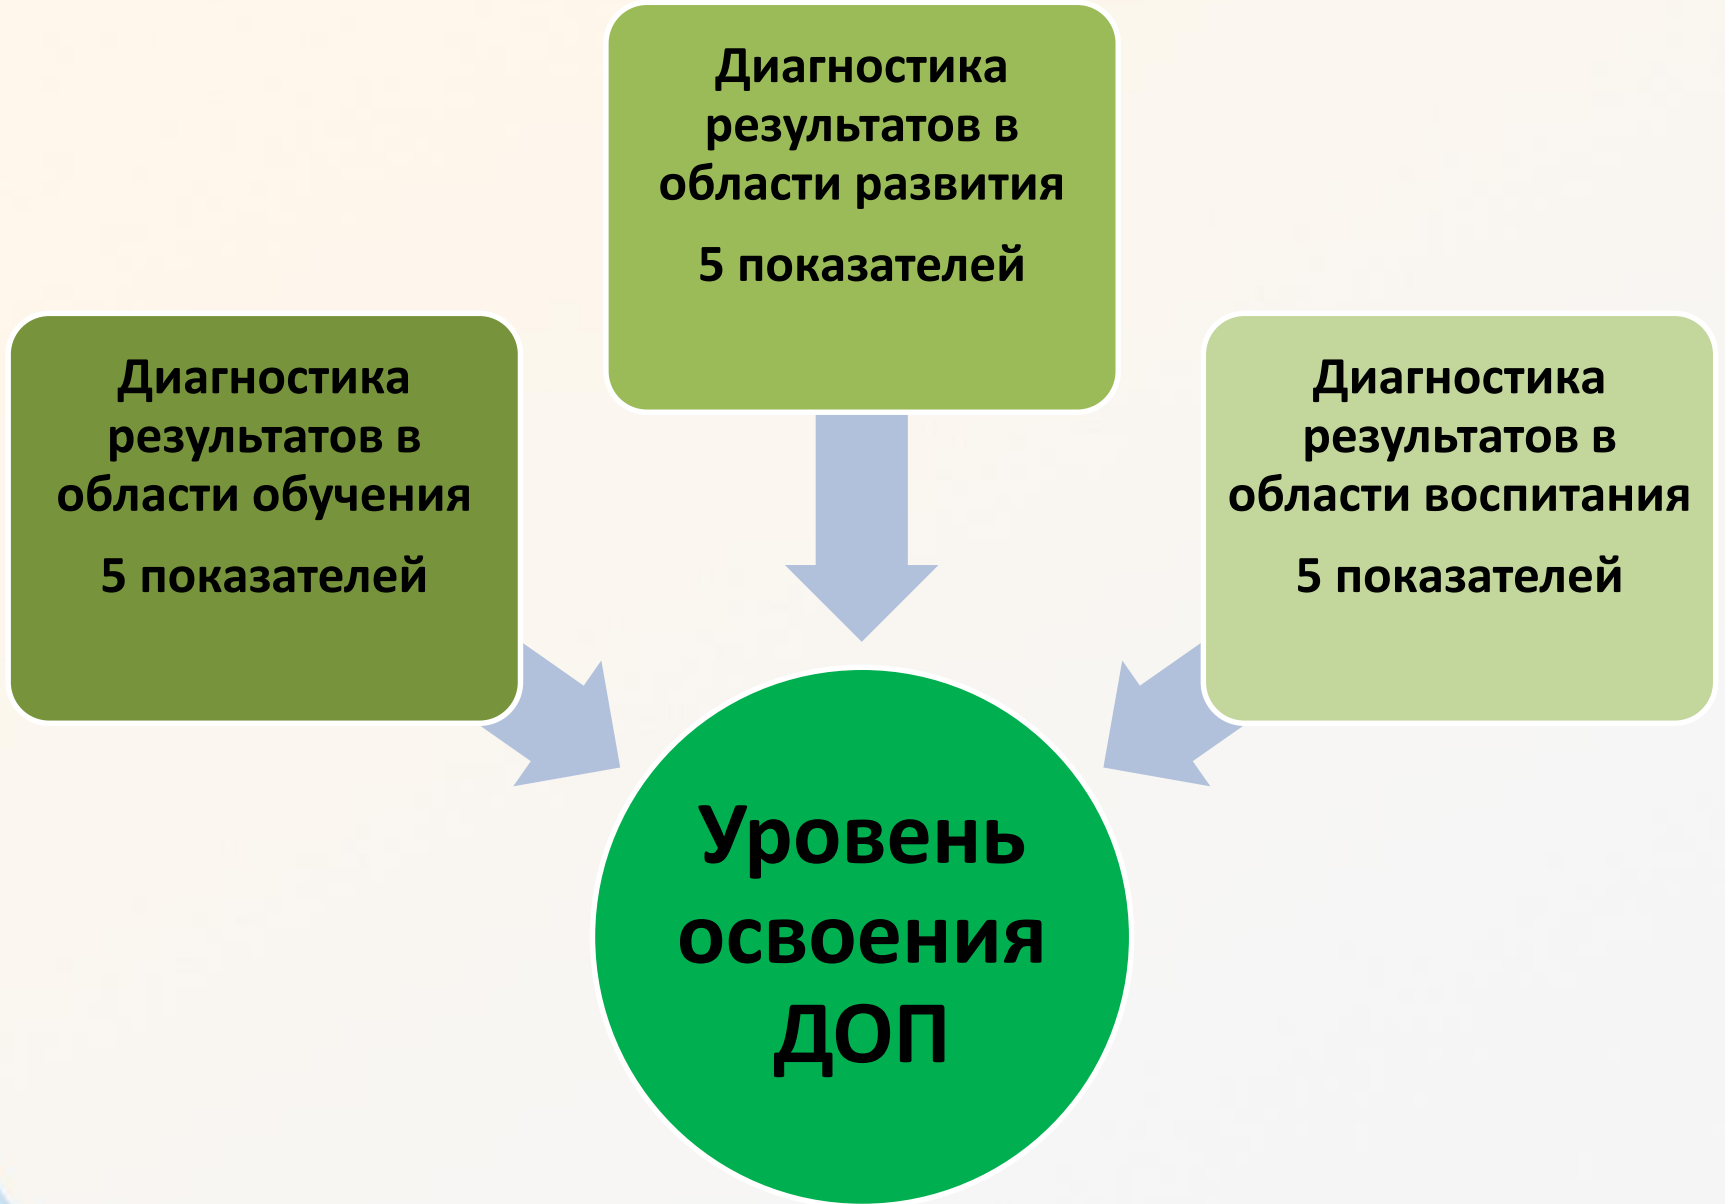 Диагностика
результатов в
области развития
5 показателей
Диагностика
результатов в
области обучения
5 показателей
Диагностика
результатов в
области воспитания
5 показателей
Уровень
освоения
ДОП